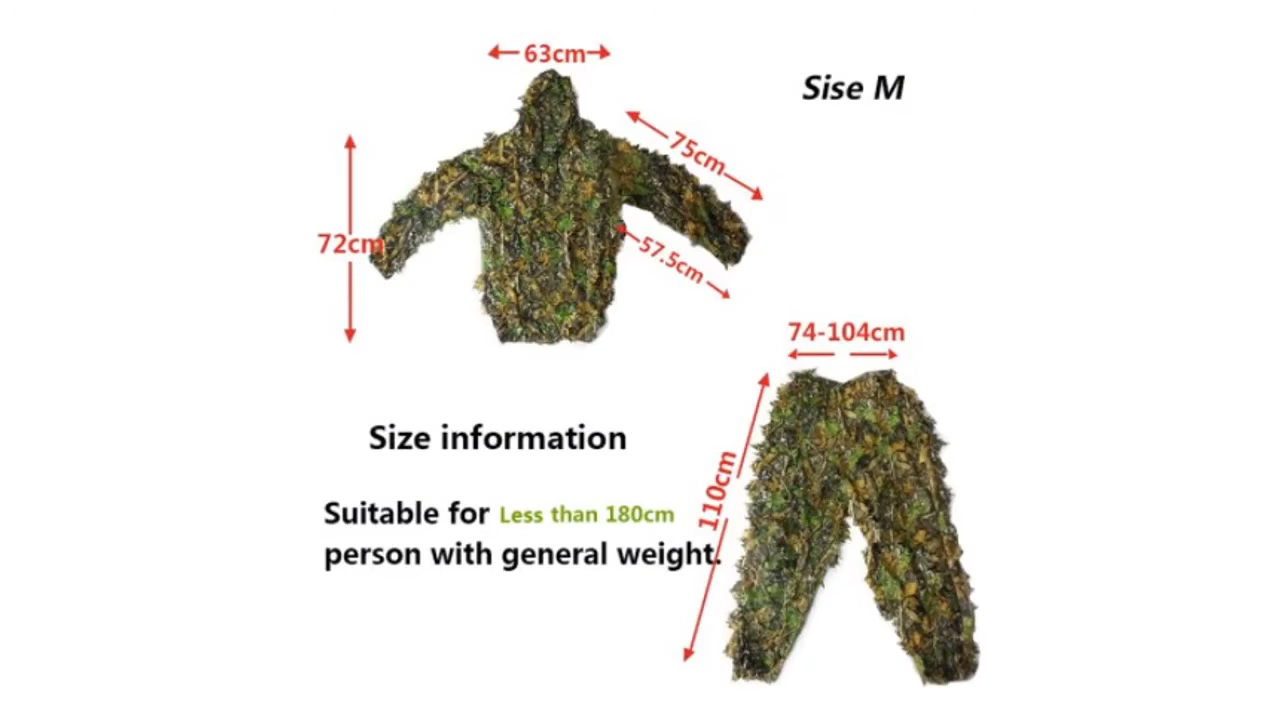 63cm
Sise M
75cm
72cm
57.5cm
74-104cm
110cm
Size information
Suitable for Less than 180cm
person with general weight.